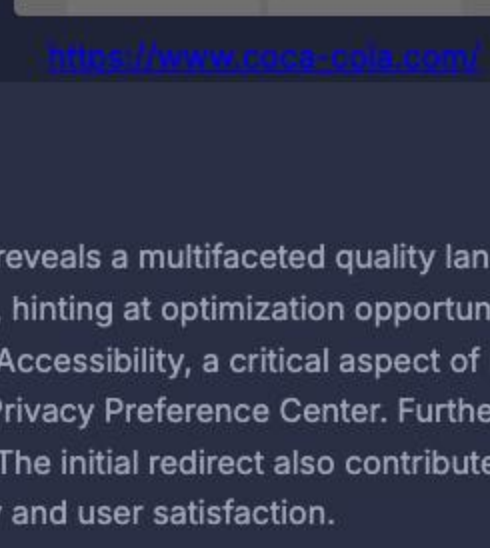 https://www.coca-cola.com/
reveals a multifaceted quality lan
hinting at optimization opportun
Accessibility, a critical aspect of
Privacy Preference Center. Furthe
The initial redirect also contribute
and user satisfaction.